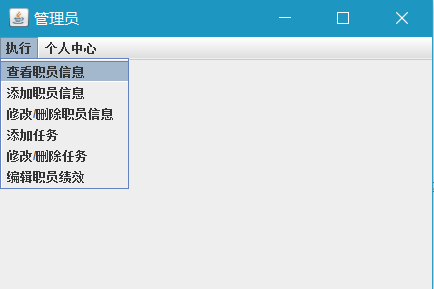 管理员
执行 个人中心
查看职员信息
添加职员信息
修改/删除职员信息
添加任务
修改/删除任务
编辑职员绩效